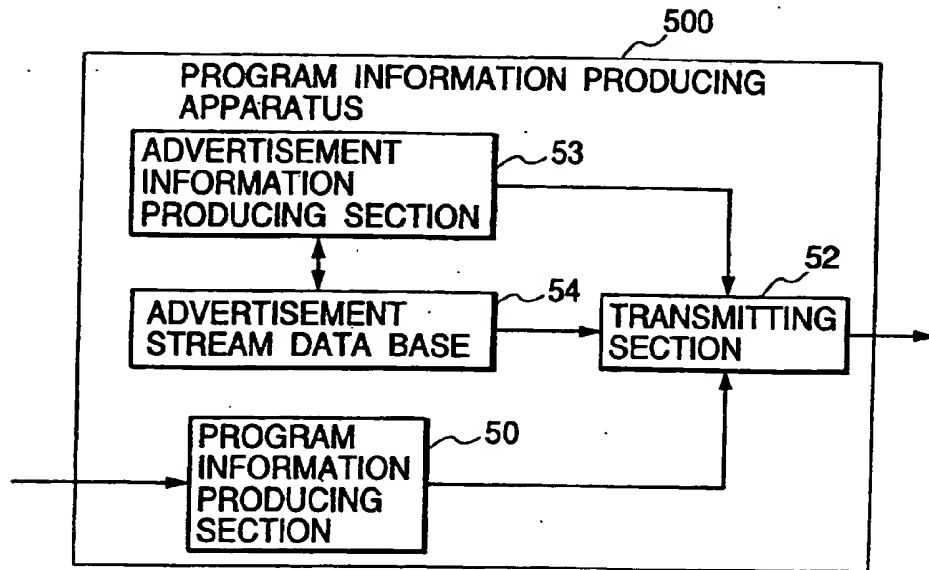 500
PROGRAM INFORMATION PRODUCING
APPARATUS
ADVERTISEMENT
INFORMATION
PRODUCING SECTION
53
ADVERTISEMENT
STREAM DATA BASE
54
52
TRANSMITTING
SECTION
PROGRAM
INFORMATION
PRODUCING
SECTION
50